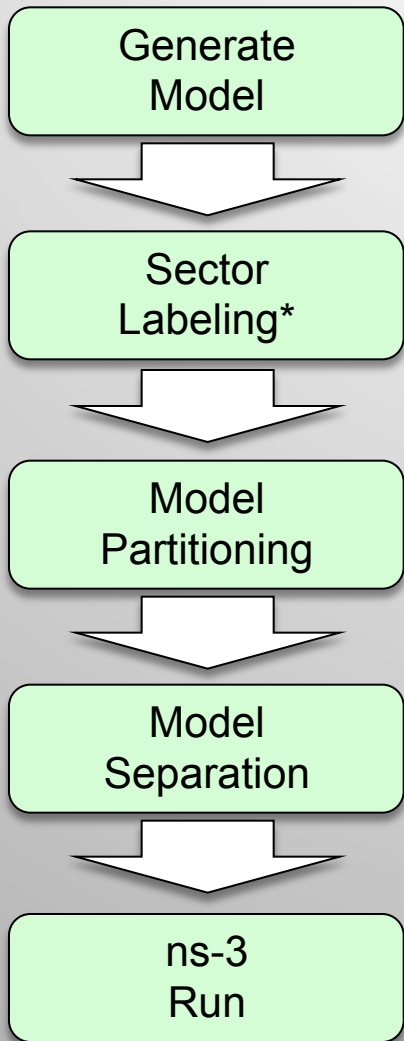 Generate
Model
Sector
Labeling*
Model
Partitioning
Model
Separation
ns-3
Run